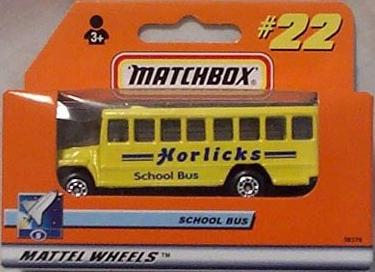 #22
3+
MATCHBOX
Horlicks
School Bus
SCHOOL BUS
MATTEL WHEELS™